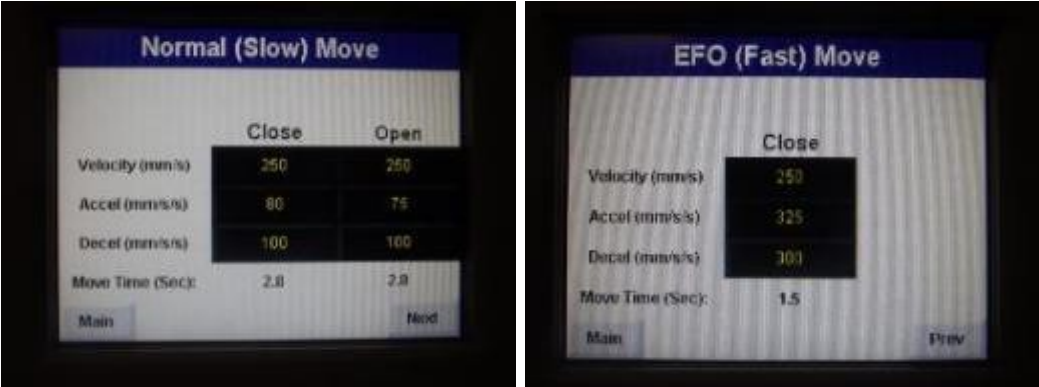 Normal (Slow) Move
Close Open
Velocity (mm/s) 250 250
Accel (mm/s/s) 80 75
Decel (mm/s/s) 100 100
Move Time (Sec): 2.8 2.8
Main Next
EFO (Fast) Move
Close
Velocity (mm/s) 250
Accel (mm/s/s) 325
Decel (mm/s/s) 300
Move Time (Sec): 1.5
Main Prev